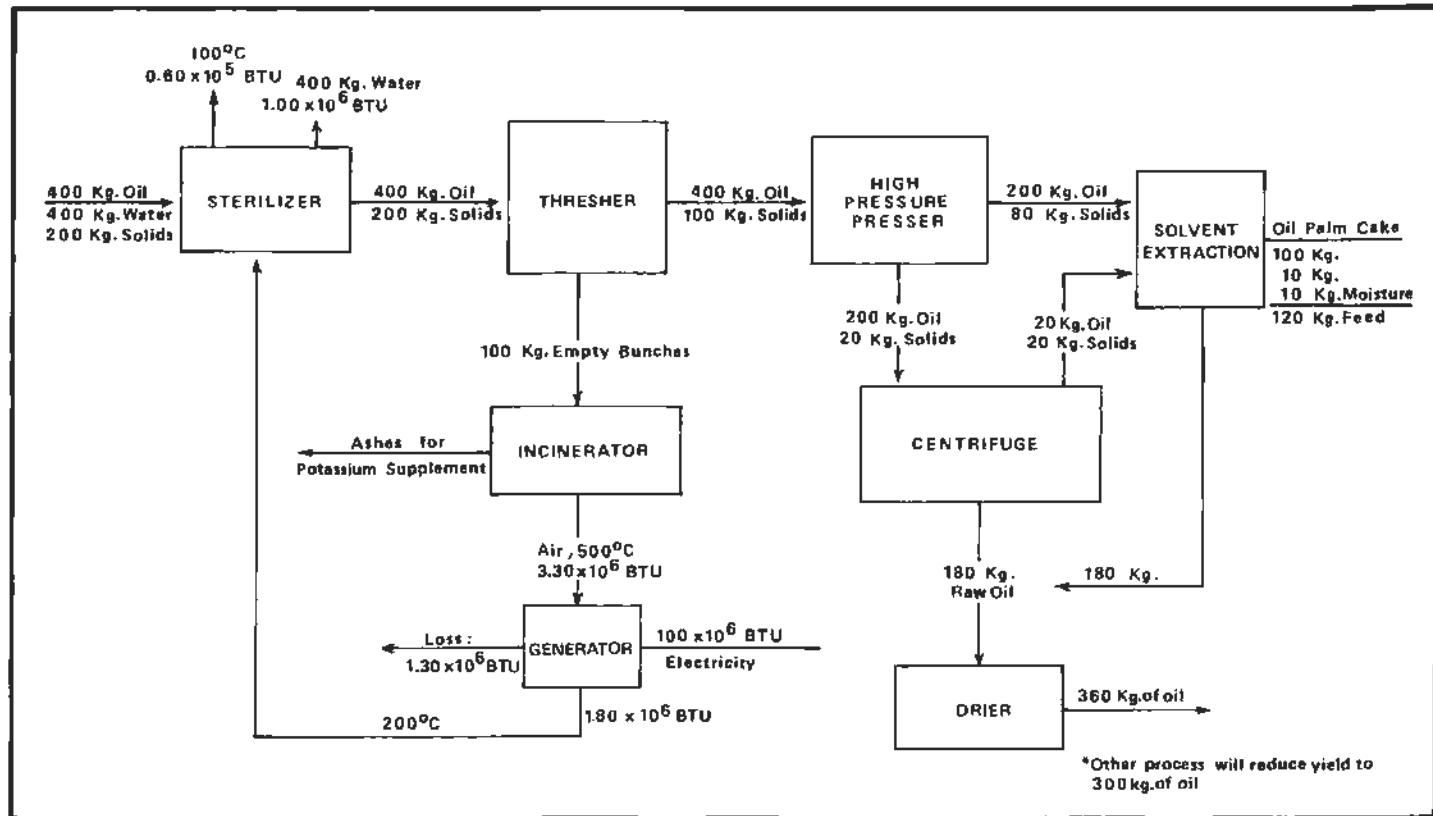 100°C
0.60 x 10⁵ BTU
400 Kg. Water
1.00 x 10⁶ BTU
400 Kg. Oil
400 Kg. Water
200 Kg. Solids
STERILIZER
400 Kg. Oil
200 Kg. Solids
THRESHER
400 Kg. Oil
100 Kg. Solids
HIGH
PRESSURE
PRESSER
200 Kg. Oil
80 Kg. Solids
SOLVENT
EXTRACTION
Oil Palm Cake
100 Kg.
10 Kg.
10 Kg. Moisture
120 Kg. Feed
200 Kg. Oil
20 Kg. Solids
20 Kg. Oil
20 Kg. Solids
100 Kg. Empty Bunches
INCINERATOR
Ashes for
Potassium Supplement
CENTRIFUGE
Air, 500°C
3.30 x 10⁶ BTU
180 Kg.
Raw Oil
180 Kg.
Loss:
1.30 x 10⁶ BTU
GENERATOR
100 x 10⁶ BTU
Electricity
200°C
1.80 x 10⁶ BTU
DRIER
360 Kg. of oil
*Other process will reduce yield to
300 kg. of oil